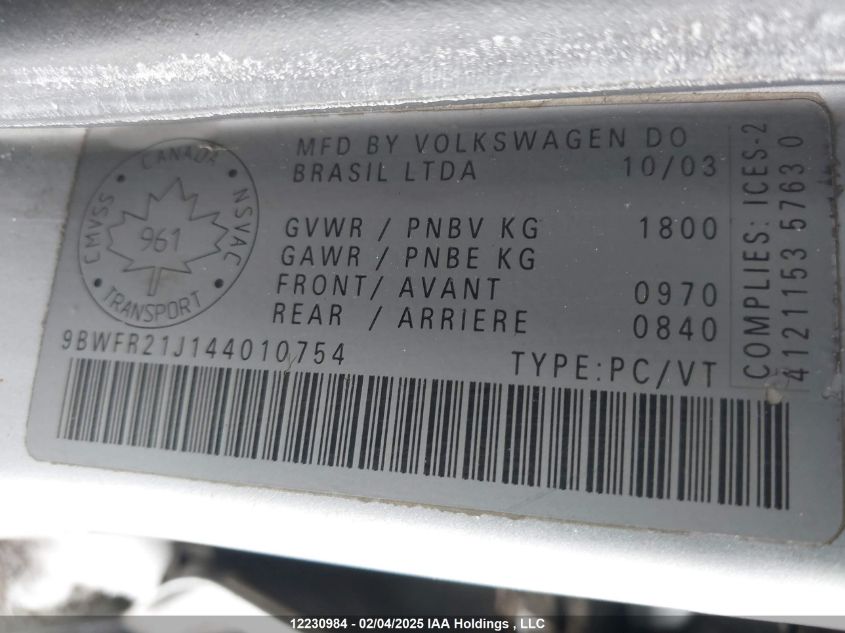 MFD BY VOLKSWAGEN DO
BRASIL LTDA 10/03
CANADA
CMVSS
NSVAC
961
TRANSPORT
GVWR / PNBV KG 1800
GAWR / PNBE KG
FRONT/ AVANT 0970
REAR / ARRIERE 0840
9BWFR21J144010754
TYPE:PC/VT
COMPLIES: ICES-2
41211535763 0
12230984 - 02/04/2025 IAA Holdings , LLC